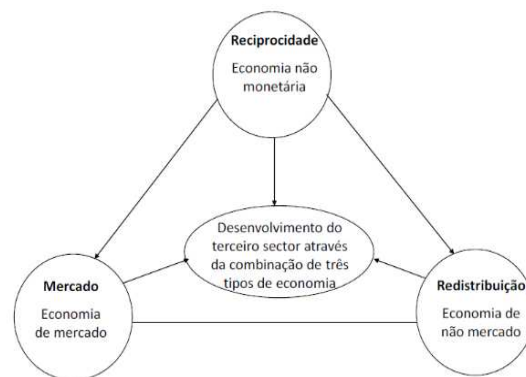 Reciprocidade
Economia não
monetária
Desenvolvimento do
terceiro sector através
da combinação de três
tipos de economia
Mercado
Economia
de mercado
Redistribuição
Economia de
não mercado